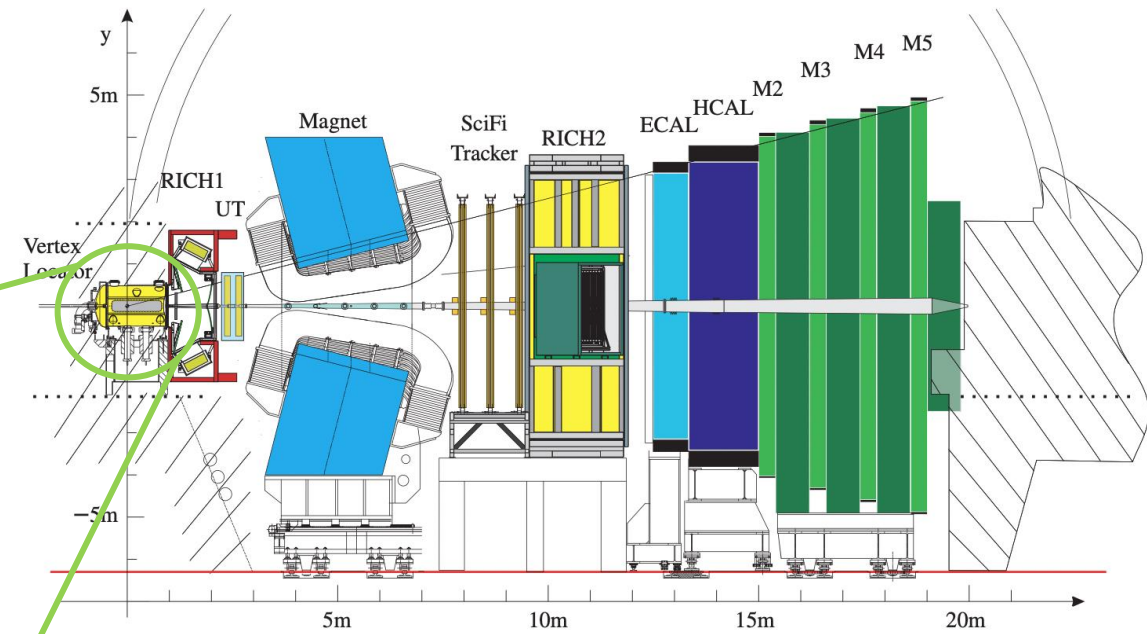 y
5m
Vertex
Locator
RICH1
UT
Magnet
SciFi
Tracker
RICH2
ECAL
HCAL
M2
M3
M4
M5
−5m
5m
10m
15m
20m